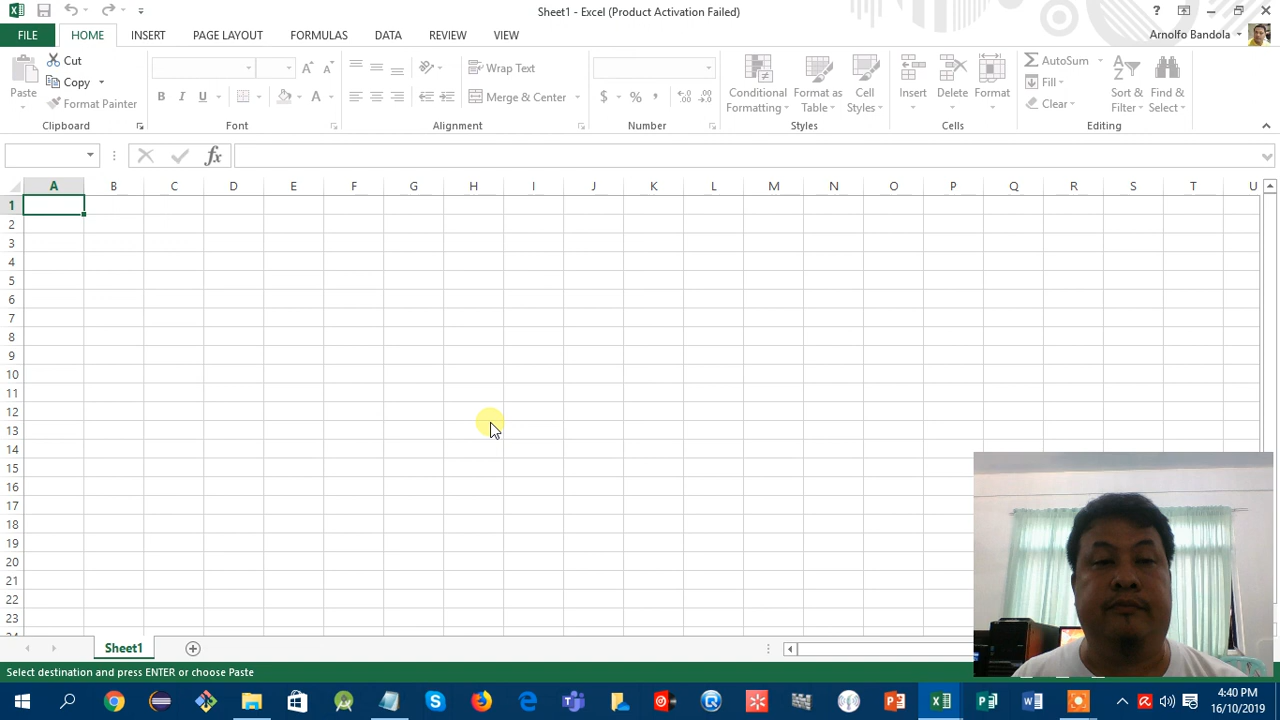 Sheet1 - Excel (Product Activation Failed)
FILE HOME INSERT PAGE LAYOUT FORMULAS DATA REVIEW VIEW Arnolfo Bandola
Cut
Copy
Format Painter
Paste
Clipboard
Font
Wrap Text
Merge & Center
Alignment
Number
Conditional Formatting
Format as Table
Cell Styles
Styles
Insert
Delete
Format
Cells
AutoSum
Fill
Clear
Sort & Filter
Find & Select
Editing
A B C D E F G H I J K L M N O P Q R S T U
1
2
3
4
5
6
7
8
9
10
11
12
13
14
15
16
17
18
19
20
21
22
23
Sheet1
Select destination and press ENTER or choose Paste
4:40 PM
16/10/2019